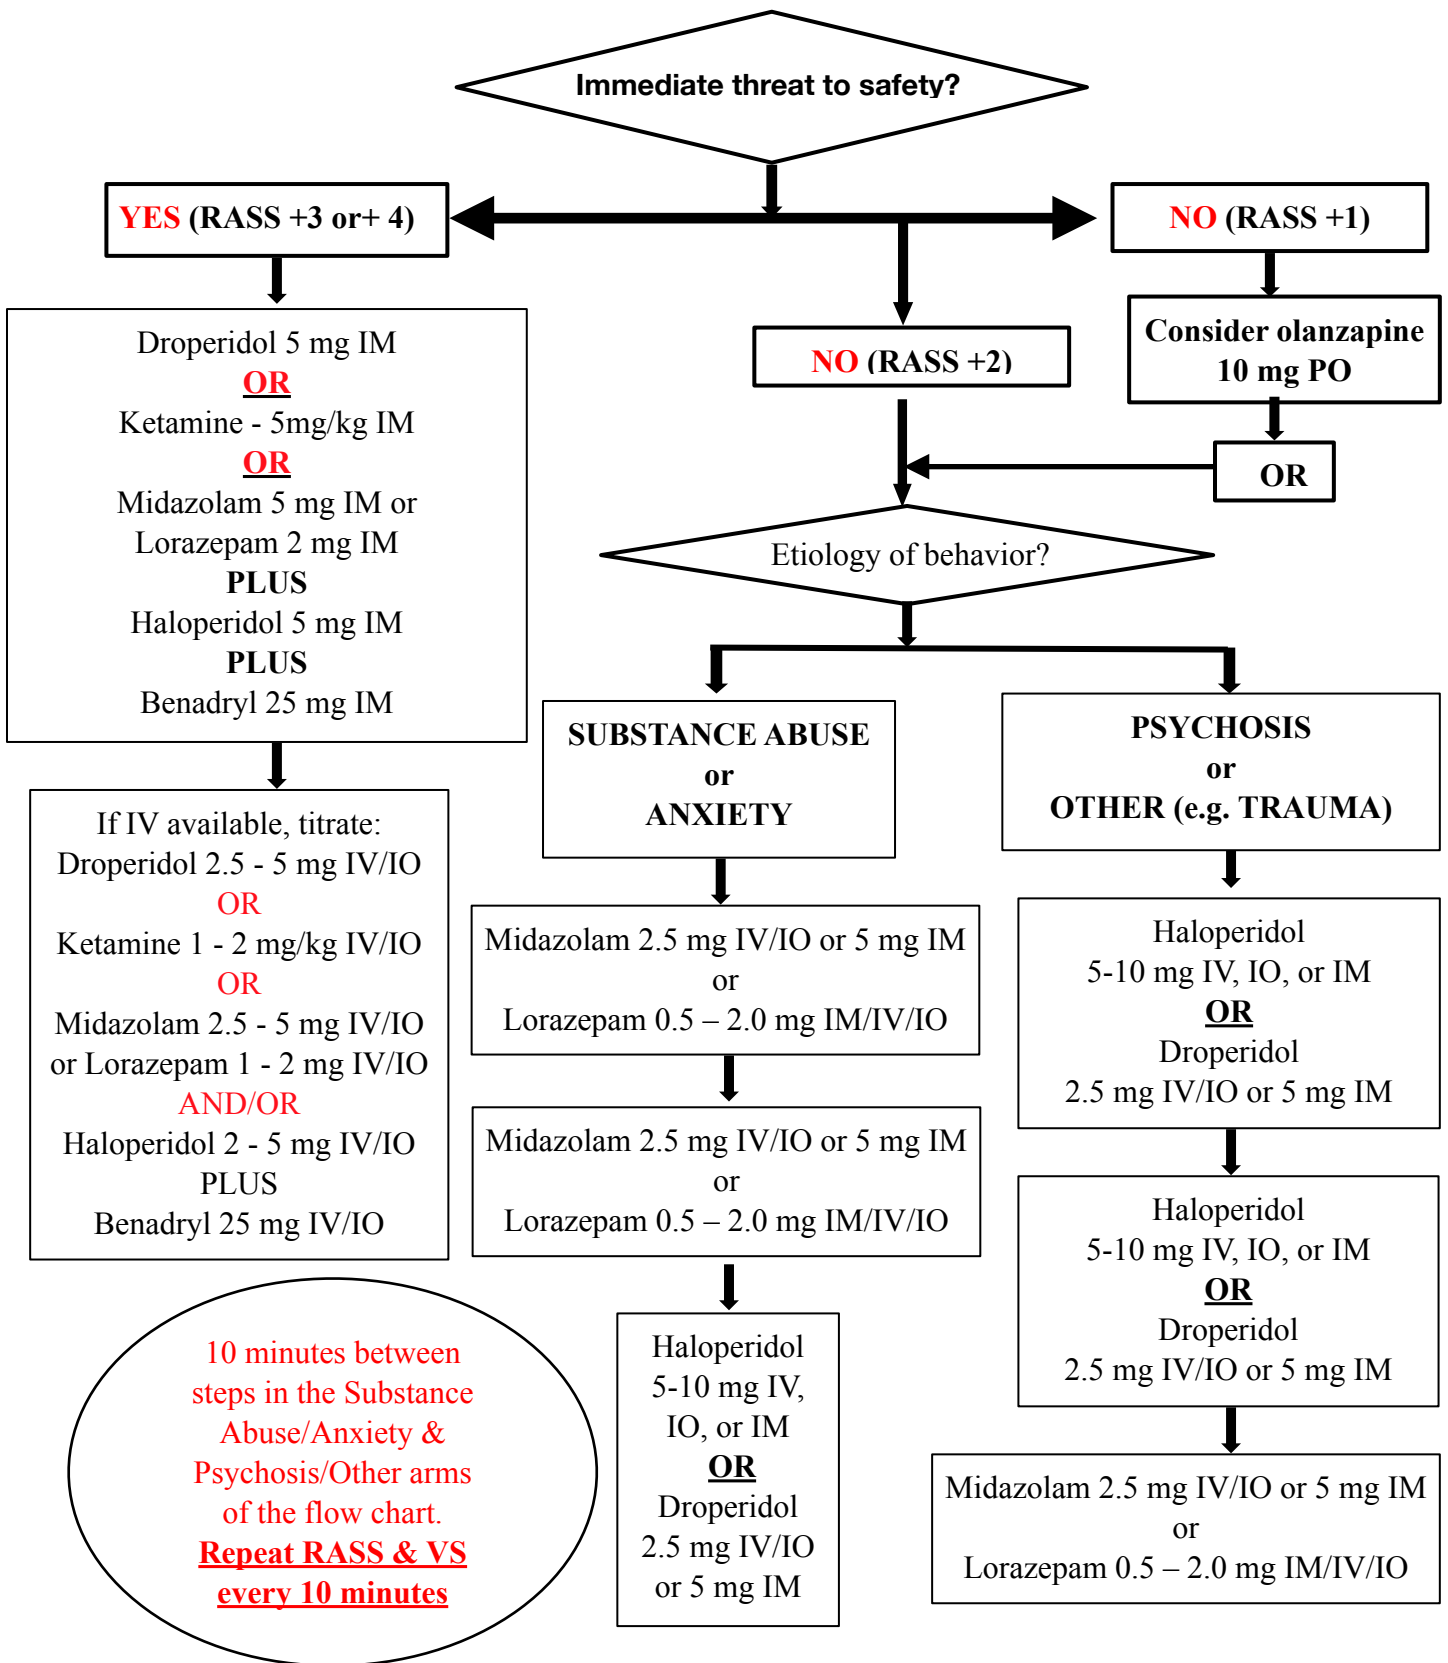 Immediate threat to safety?
YES (RASS +3 or+ 4)
NO (RASS +1)
Droperidol 5 mg IM
OR
Ketamine - 5mg/kg IM
OR
Midazolam 5 mg IM or
Lorazepam 2 mg IM
PLUS
Haloperidol 5 mg IM
PLUS
Benadryl 25 mg IM
NO (RASS +2)
Consider olanzapine
10 mg PO
OR
Etiology of behavior?
If IV available, titrate:
Droperidol 2.5 - 5 mg IV/IO
OR
Ketamine 1 - 2 mg/kg IV/IO
OR
Midazolam 2.5 - 5 mg IV/IO
or Lorazepam 1 - 2 mg IV/IO
AND/OR
Haloperidol 2 - 5 mg IV/IO
PLUS
Benadryl 25 mg IV/IO
SUBSTANCE ABUSE
or
ANXIETY
Midazolam 2.5 mg IV/IO or 5 mg IM
or
Lorazepam 0.5 – 2.0 mg IM/IV/IO
Midazolam 2.5 mg IV/IO or 5 mg IM
or
Lorazepam 0.5 – 2.0 mg IM/IV/IO
Haloperidol
5-10 mg IV,
IO, or IM
OR
Droperidol
2.5 mg IV/IO
or 5 mg IM
PSYCHOSIS
or
OTHER (e.g. TRAUMA)
Haloperidol
5-10 mg IV, IO, or IM
OR
Droperidol
2.5 mg IV/IO or 5 mg IM
Haloperidol
5-10 mg IV, IO, or IM
OR
Droperidol
2.5 mg IV/IO or 5 mg IM
Midazolam 2.5 mg IV/IO or 5 mg IM
or
Lorazepam 0.5 – 2.0 mg IM/IV/IO
10 minutes between
steps in the Substance
Abuse/Anxiety &
Psychosis/Other arms
of the flow chart.
Repeat RASS & VS
every 10 minutes